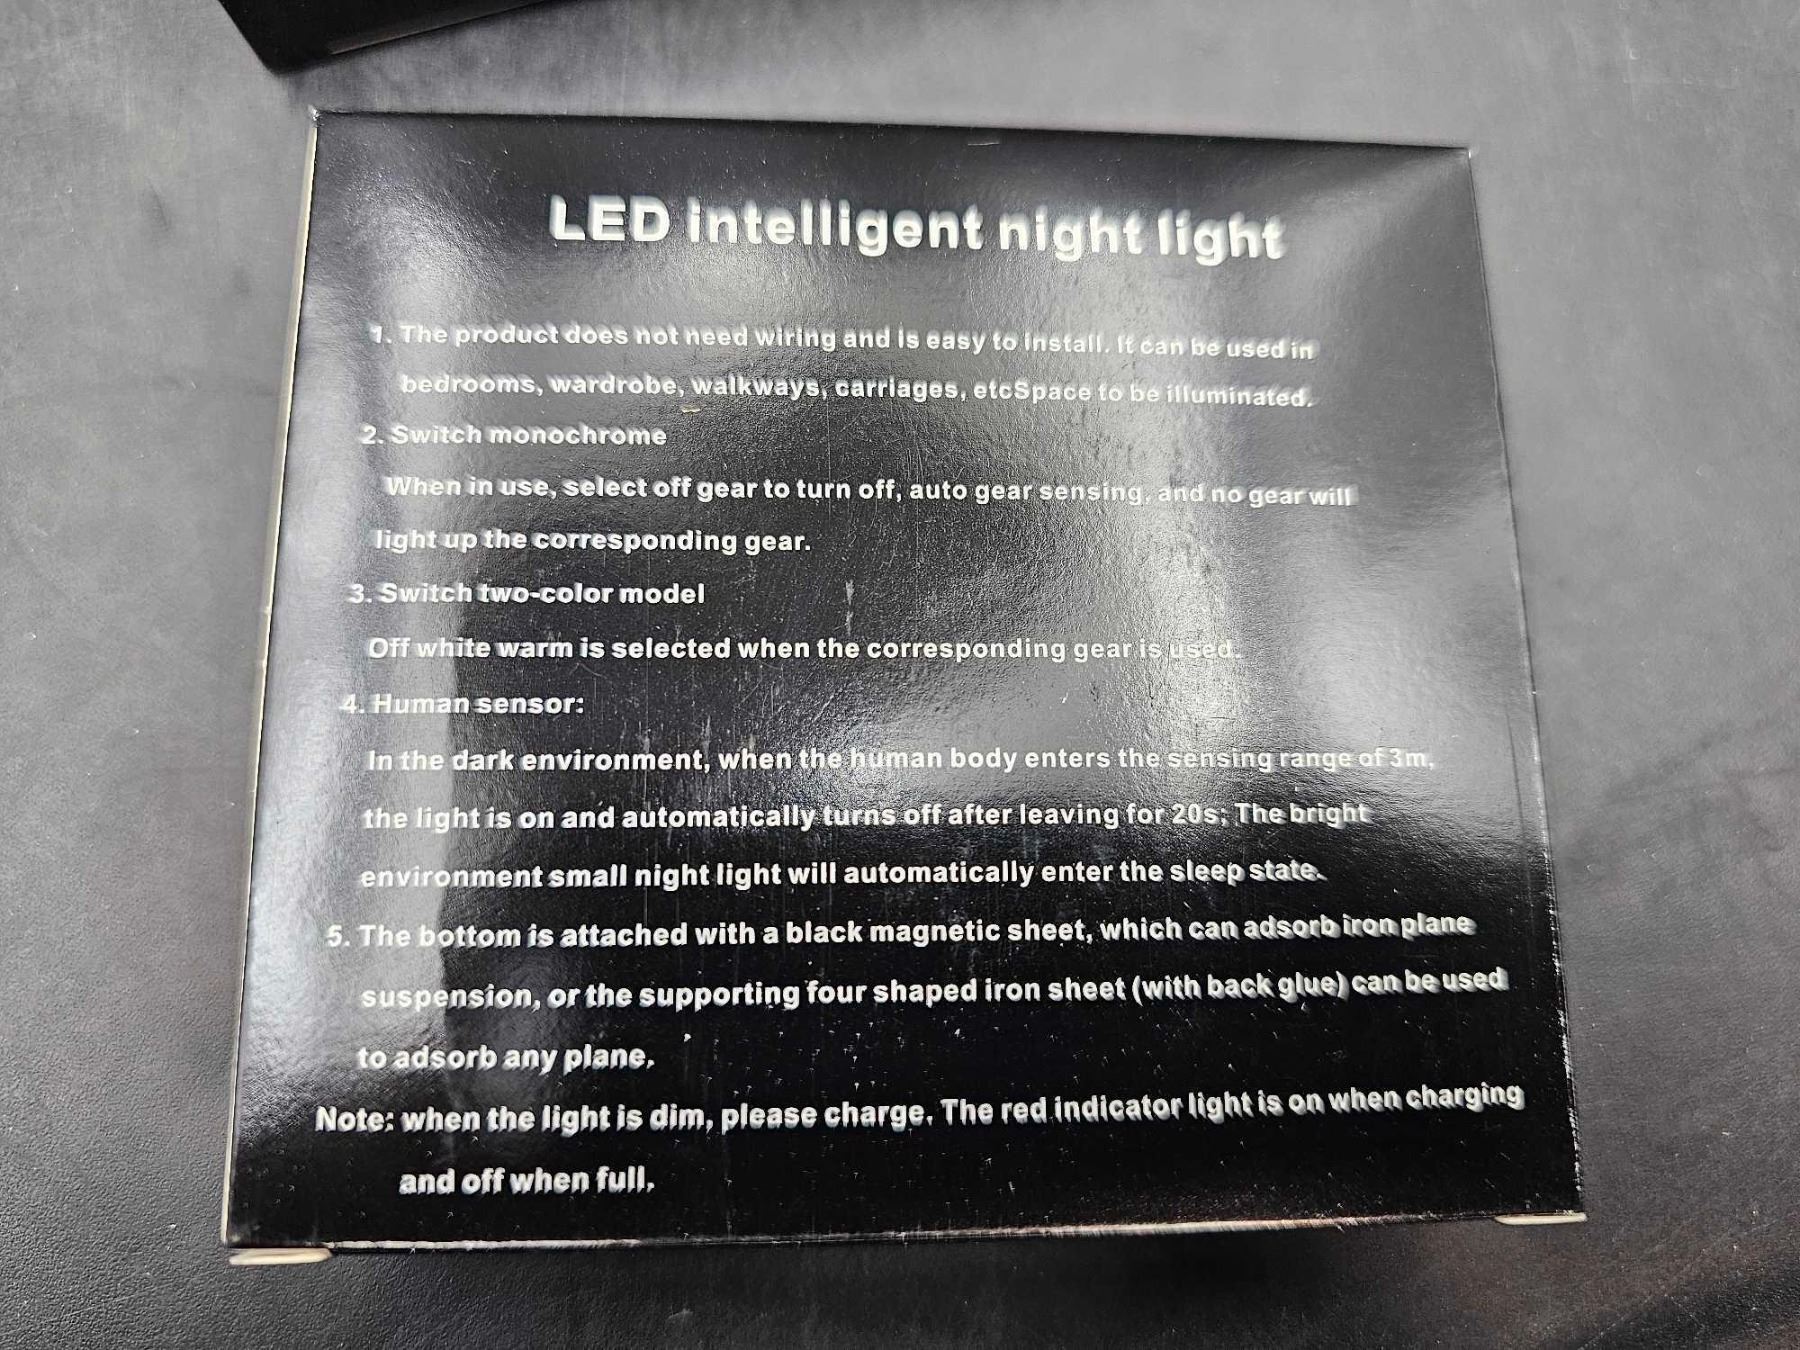 LED intelligent night light
1. The product does not need wiring and is easy to install. It can be used in
bedrooms, wardrobe, walkways, carriages, etcSpace to be illuminated.
2. Switch monochrome
When in use, select off gear to turn off, auto gear sensing, and no gear will
light up the corresponding gear.
3. Switch two-color model
Off white warm is selected when the corresponding gear is used.
4. Human sensor:
In the dark environment, when the human body enters the sensing range of 3m,
the light is on and automatically turns off after leaving for 20s; The bright
environment small night light will automatically enter the sleep state.
5. The bottom is attached with a black magnetic sheet, which can adsorb iron plane
suspension, or the supporting four shaped iron sheet (with back glue) can be used
to adsorb any plane.
Note: when the light is dim, please charge. The red indicator light is on when charging
and off when full.